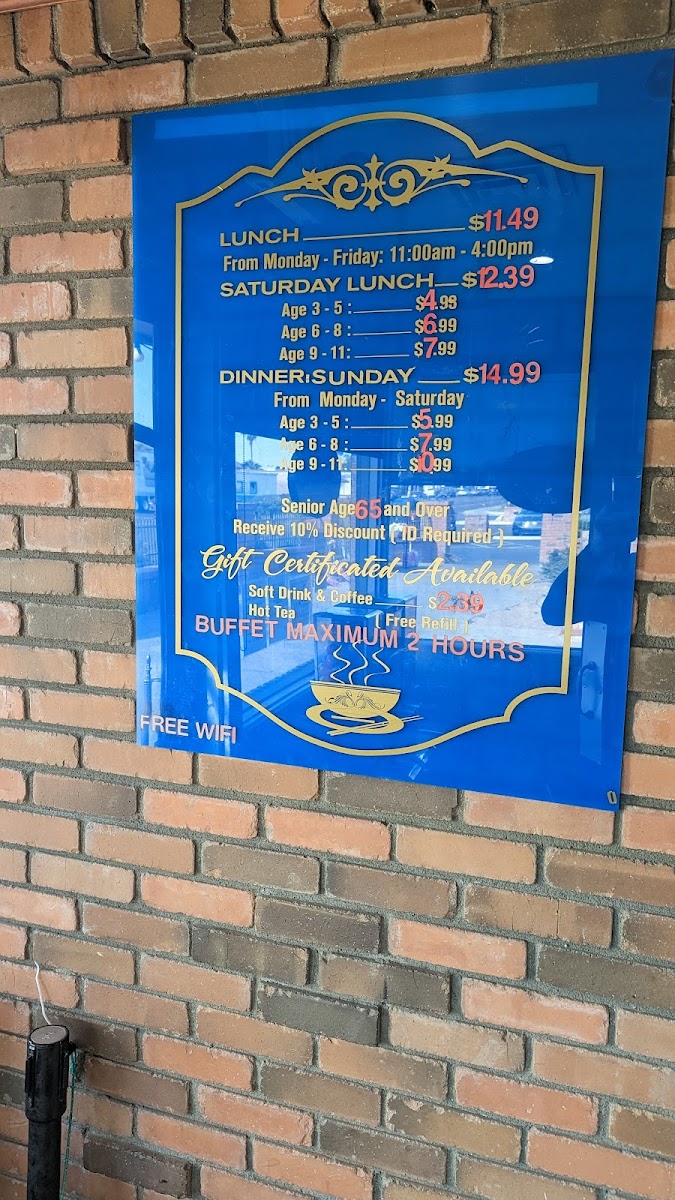 LUNCH $11.49
From Monday - Friday: 11:00am - 4:00pm
SATURDAY LUNCH $12.39
Age 3 - 5 : $4.99
Age 6 - 8 : $6.99
Age 9 - 11: $7.99
DINNER, SUNDAY $14.99
From Monday - Saturday
Age 3 - 5 : $5.99
Age 6 - 8 : $7.99
Age 9 - 11: $10.99
Senior Age 65 and Over
Receive 10% Discount ( ID Required )
Gift Certificated Available
Soft Drink & Coffee $2.39
Hot Tea ( Free Refill )
BUFFET MAXIMUM 2 HOURS
FREE WIFI